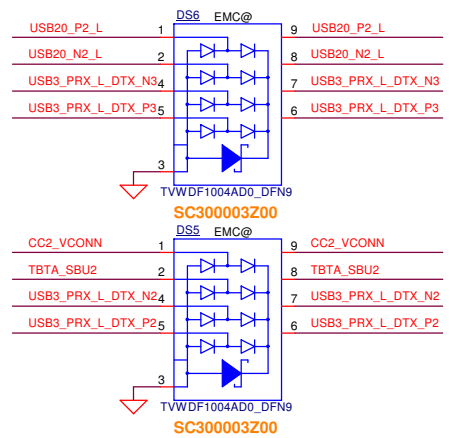 DS6 EMC@
USB20_P2_L 1 9 USB20_P2_L
USB20_N2_L 2 8 USB20_N2_L
USB3_PRX_L_DTX_N3 4 7 USB3_PRX_L_DTX_N3
USB3_PRX_L_DTX_P3 5 6 USB3_PRX_L_DTX_P3
3
TVWDF1004AD0_DFN9
SC300003Z00
DS5 EMC@
CC2_VCONN 1 9 CC2_VCONN
TBTA_SBU2 2 8 TBTA_SBU2
USB3_PRX_L_DTX_N2 4 7 USB3_PRX_L_DTX_N2
USB3_PRX_L_DTX_P2 5 6 USB3_PRX_L_DTX_P2
3
TVWDF1004AD0_DFN9
SC300003Z00